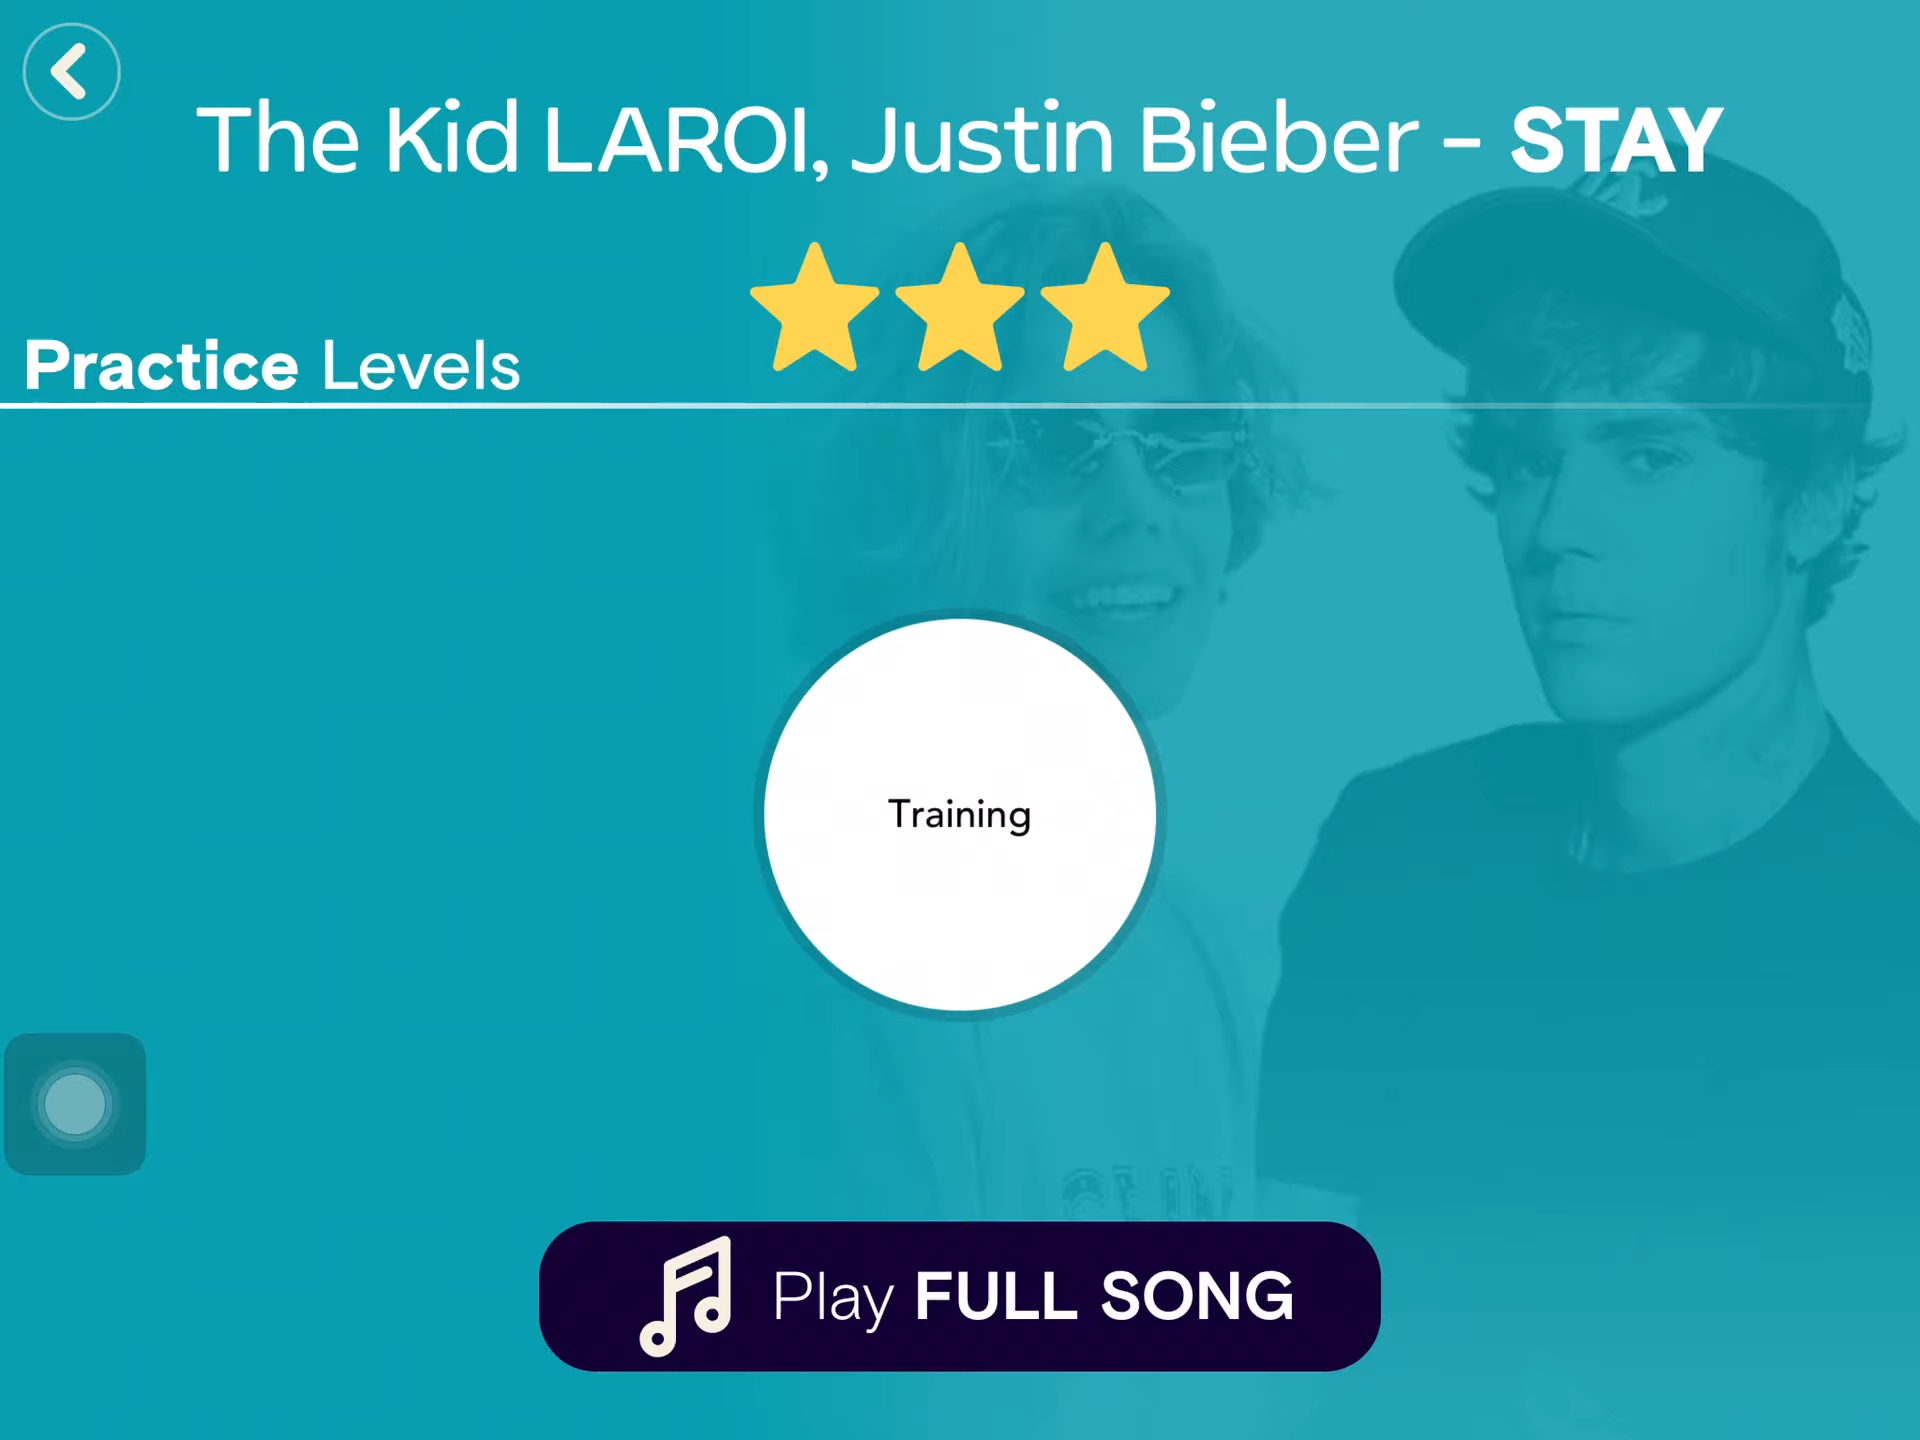 The Kid LAROI, Justin Bieber - STAY
Practice Levels
Training
Play FULL SONG